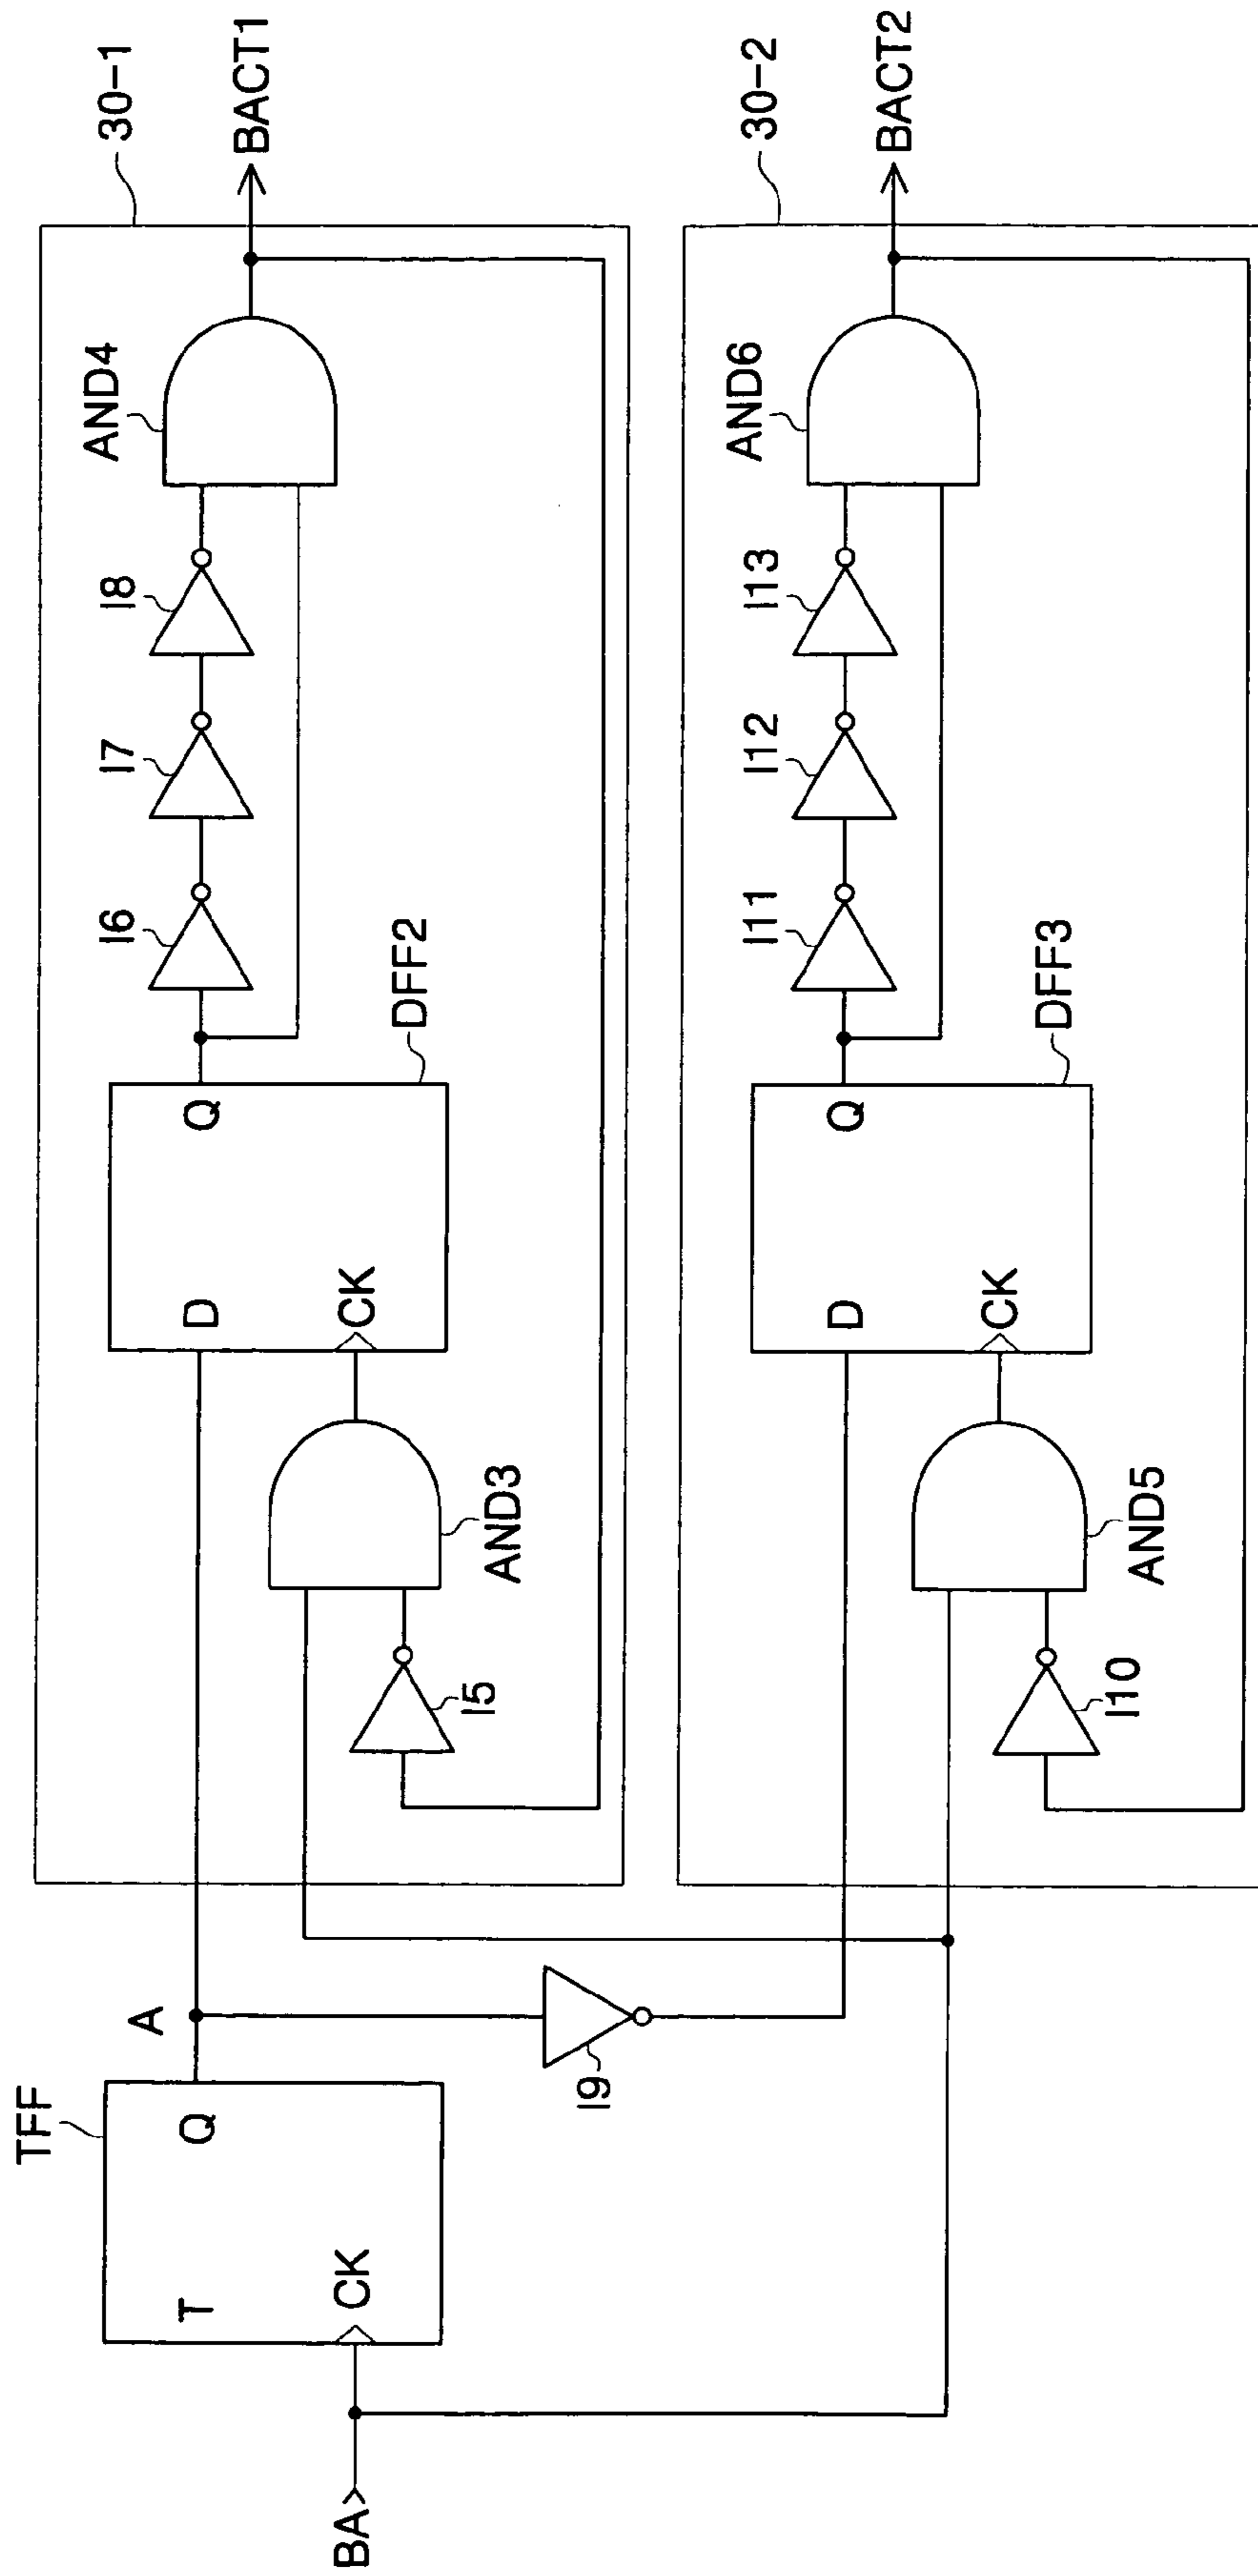 BA
TFF
T
Q
CK
A
I9
30-1
D
Q
CK
DFF2
AND3
I5
I6
I7
I8
AND4
BACT1
30-2
D
Q
CK
DFF3
AND5
I10
I11
I12
I13
AND6
BACT2